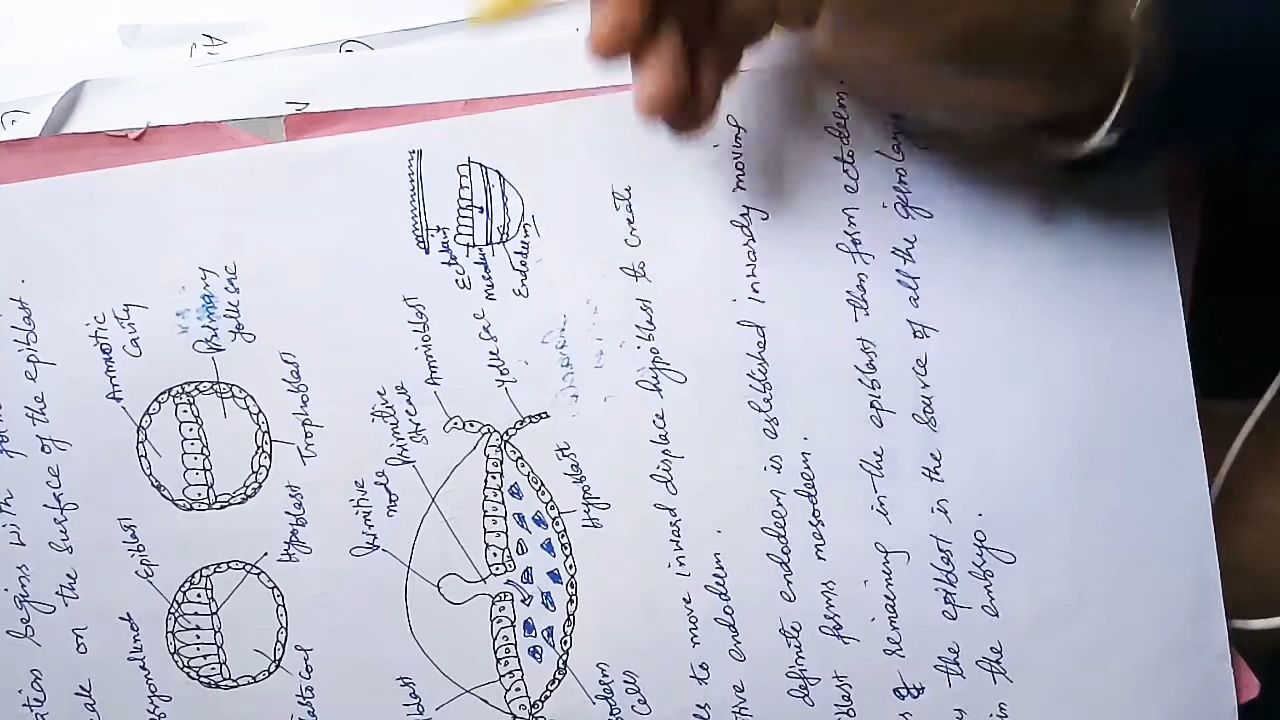 begins with
on the surface of the epiblast.
Epiblast
Amniotic
cavity
Primary
yolk sac
Hypoblast
Trophoblast
Primitive
node
Primitive
streak
Amnioblast
Yolk sac
Ectoderm
mesoderm
Endoderm
Hypoblast
cells
to move inward displace hypoblast to create
endoderm.
definite endoderm is established inwardly moving
forms mesoderm.
remaining in the epiblast then form ectoderm.
the epiblast is the source of all the
in the embryo.